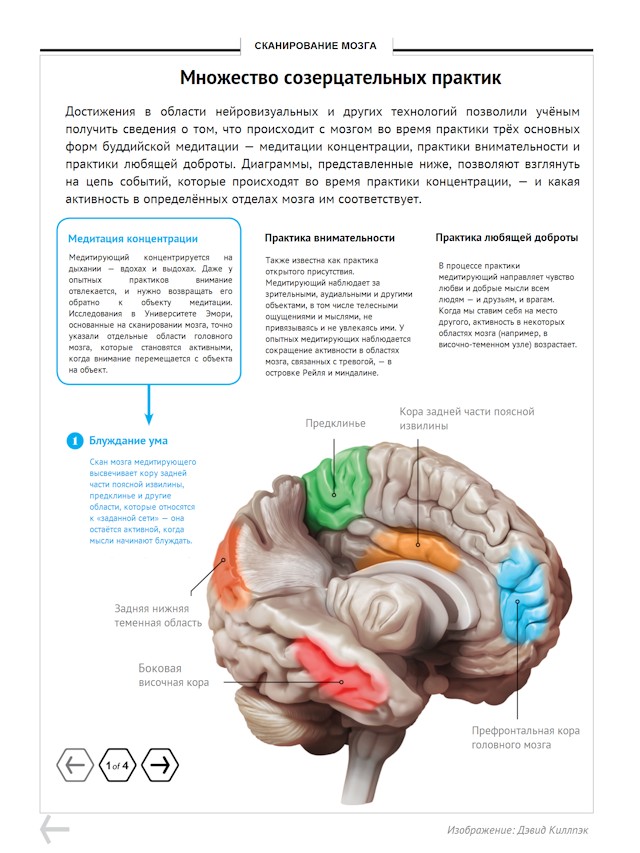 СКАНИРОВАНИЕ МОЗГА
Множество созерцательных практик
Достижения в области нейровизуальных и других технологий позволили учёным
получить сведения о том, что происходит с мозгом во время практики трёх основных
форм буддийской медитации — медитации концентрации, практики внимательности и
практики любящей доброты. Диаграммы, представленные ниже, позволяют взглянуть
на цепь событий, которые происходят во время практики концентрации, — и какая
активность в определённых отделах мозга им соответствует.
Медитация концентрации
Медитирующий концентрируется на
дыхании — вдохах и выдохах. Даже у
опытных практиков внимание
отвлекается, и нужно возвращать его
обратно к объекту медитации.
Исследования в Университете Эмори,
основанные на сканировании мозга, точно
указали отдельные области головного
мозга, которые становятся активными,
когда внимание перемещается с объекта
на объект.
Практика внимательности
Также известна как практика
открытого присутствия.
Медитирующий наблюдает за
зрительными, аудиальными и другими
объектами, в том числе телесными
ощущениями и мыслями, не
привязываясь и не увлекаясь ими. У
опытных медитирующих наблюдается
сокращение активности в областях
мозга, связанных с тревогой, — в
островке Рейля и миндалине.
Практика любящей доброты
В процессе практики
медитирующий направляет чувство
любви и добрые мысли всем
людям — и друзьям, и врагам.
Когда мы ставим себя на место
другого, активность в некоторых
областях мозга (например, в
височно-теменном узле) возрастает.
1 Блуждание ума
Скан мозга медитирующего
высвечивает кору задней
части поясной извилины,
предклинье и другие
области, которые относятся
к «заданной сети» — она
остаётся активной, когда
мысли начинают блуждать.
Предклинье
Кора задней части поясной
извилины
Задняя нижняя
теменная область
Боковая
височная кора
Префронтальная кора
головного мозга
1 of 4
Изображение: Дэвид Киллпэк